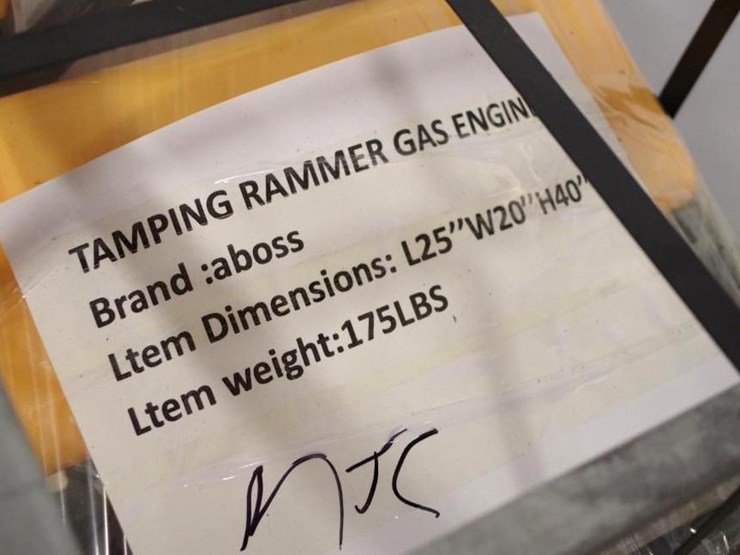 TAMPING RAMMER GAS ENGIN
Brand :aboss
Ltem Dimensions: L25’’W20’’H40’’
Ltem weight:175LBS